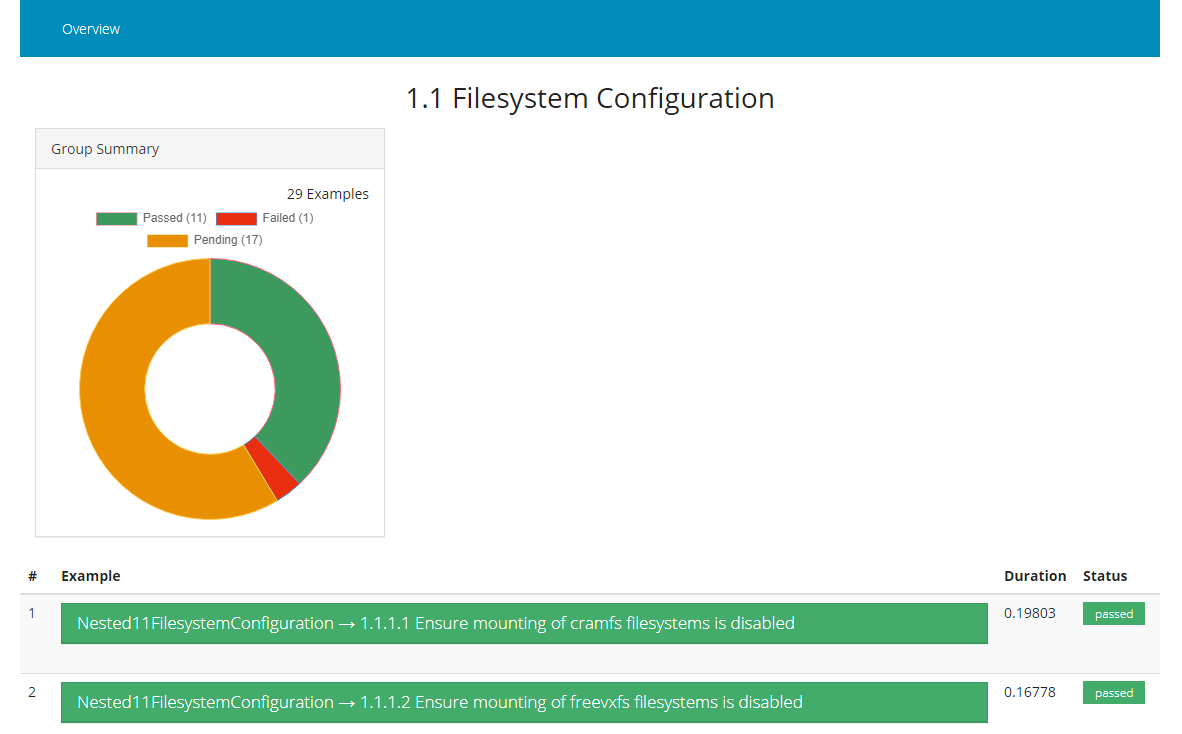 Overview
1.1 Filesystem Configuration
Group Summary
29 Examples
Passed (11) Failed (1)
Pending (17)
# Example Duration Status
1 Nested11FilesystemConfiguration → 1.1.1.1 Ensure mounting of cramfs filesystems is disabled 0.19803 passed
2 Nested11FilesystemConfiguration → 1.1.1.2 Ensure mounting of freevxfs filesystems is disabled 0.16778 passed